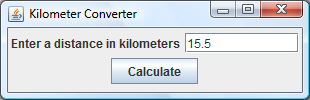 Kilometer Converter
Enter a distance in kilometers 15.5
Calculate